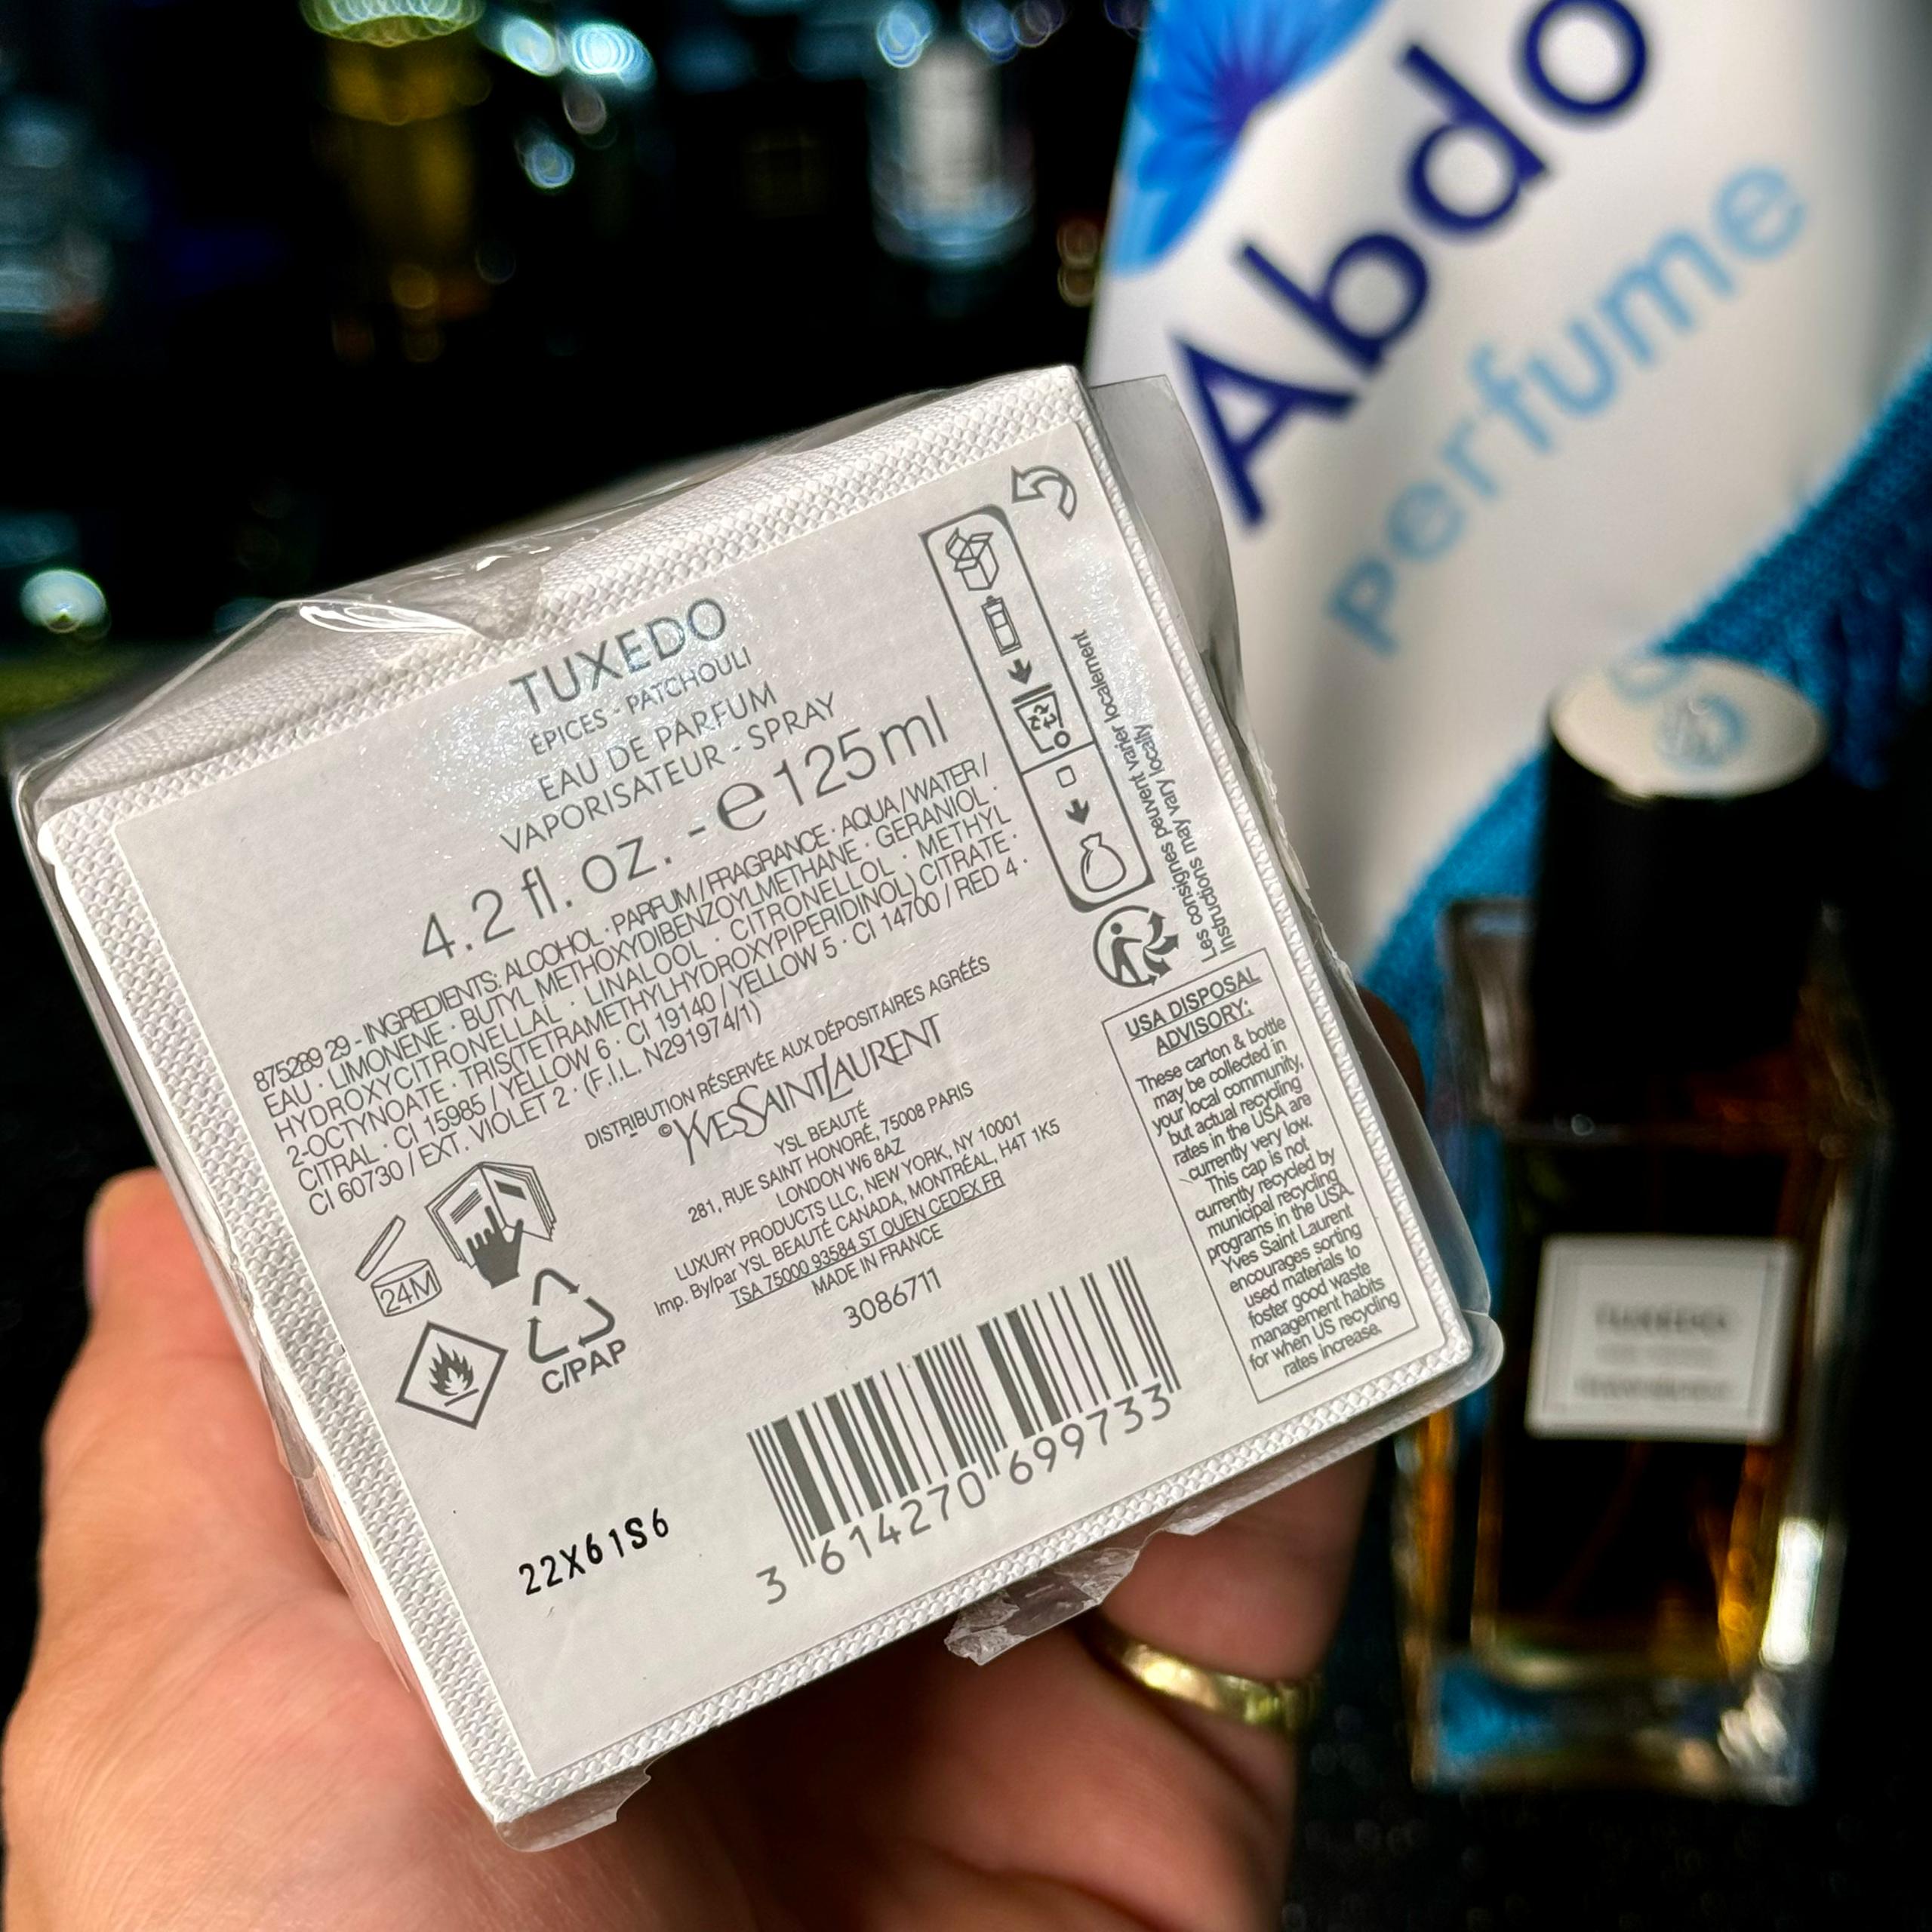 Abdo
perfume
TUXEDO
ÉPICES - PATCHOULI
EAU DE PARFUM
VAPORISATEUR - SPRAY
4.2 fl. oz. - e 125 ml
875289 29 - INGREDIENTS: ALCOHOL · PARFUM / FRAGRANCE · AQUA / WATER /
EAU · LIMONENE · BUTYL METHOXYDIBENZOYLMETHANE · GERANIOL ·
HYDROXYCITRONELLAL · LINALOOL · CITRONELLOL · METHYL
2-OCTYNOATE · TRIS(TETRAMETHYLHYDROXYPIPERIDINOL) CITRATE ·
CITRAL · CI 15985 / YELLOW 6 · CI 19140 / YELLOW 5 · CI 14700 / RED 4 ·
CI 60730 / EXT. VIOLET 2 · (F.I.L. N291974/1)
DISTRIBUTION RÉSERVÉE AUX DÉPOSITAIRES AGRÉÉS
© YVESSAINTLAURENT
YSL BEAUTÉ
281, RUE SAINT HONORÉ, 75008 PARIS
LONDON W6 8AZ
LUXURY PRODUCTS LLC, NEW YORK, NY 10001
Imp. By/par YSL BEAUTÉ CANADA, MONTRÉAL, H4T 1K5
TSA 75000 93584 ST OUEN CEDEX FR
MADE IN FRANCE
3086711
24M
C/PAP
22X61S6
3 614270 699733
Les consignes peuvent varier localement
Instructions may vary locally
USA DISPOSAL
ADVISORY:
These carton & bottle
may be collected in
your local community,
but actual recycling
rates in the USA are
currently very low.
This cap is not
currently recycled by
municipal recycling
programs in the USA.
Yves Saint Laurent
encourages sorting
used materials to
foster good waste
management habits
for when US recycling
rates increase.
TUXEDO